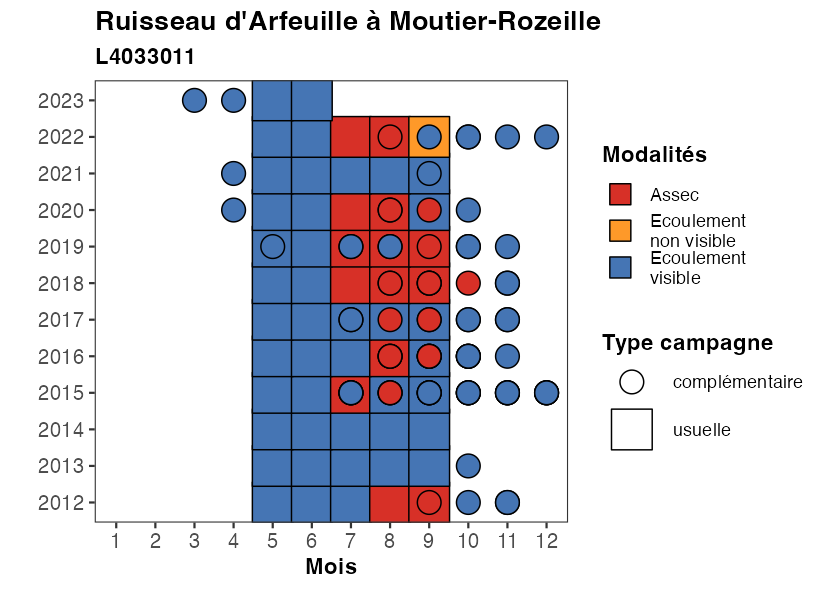 Ruisseau d'Arfeuille à Moutier-Rozeille
L4033011
2023
2022
2021
2020
2019
2018
2017
2016
2015
2014
2013
2012
1 2 3 4 5 6 7 8 9 10 11 12
Mois
Modalités
Assec
Ecoulement
non visible
Ecoulement
visible
Type campagne
complémentaire
usuelle